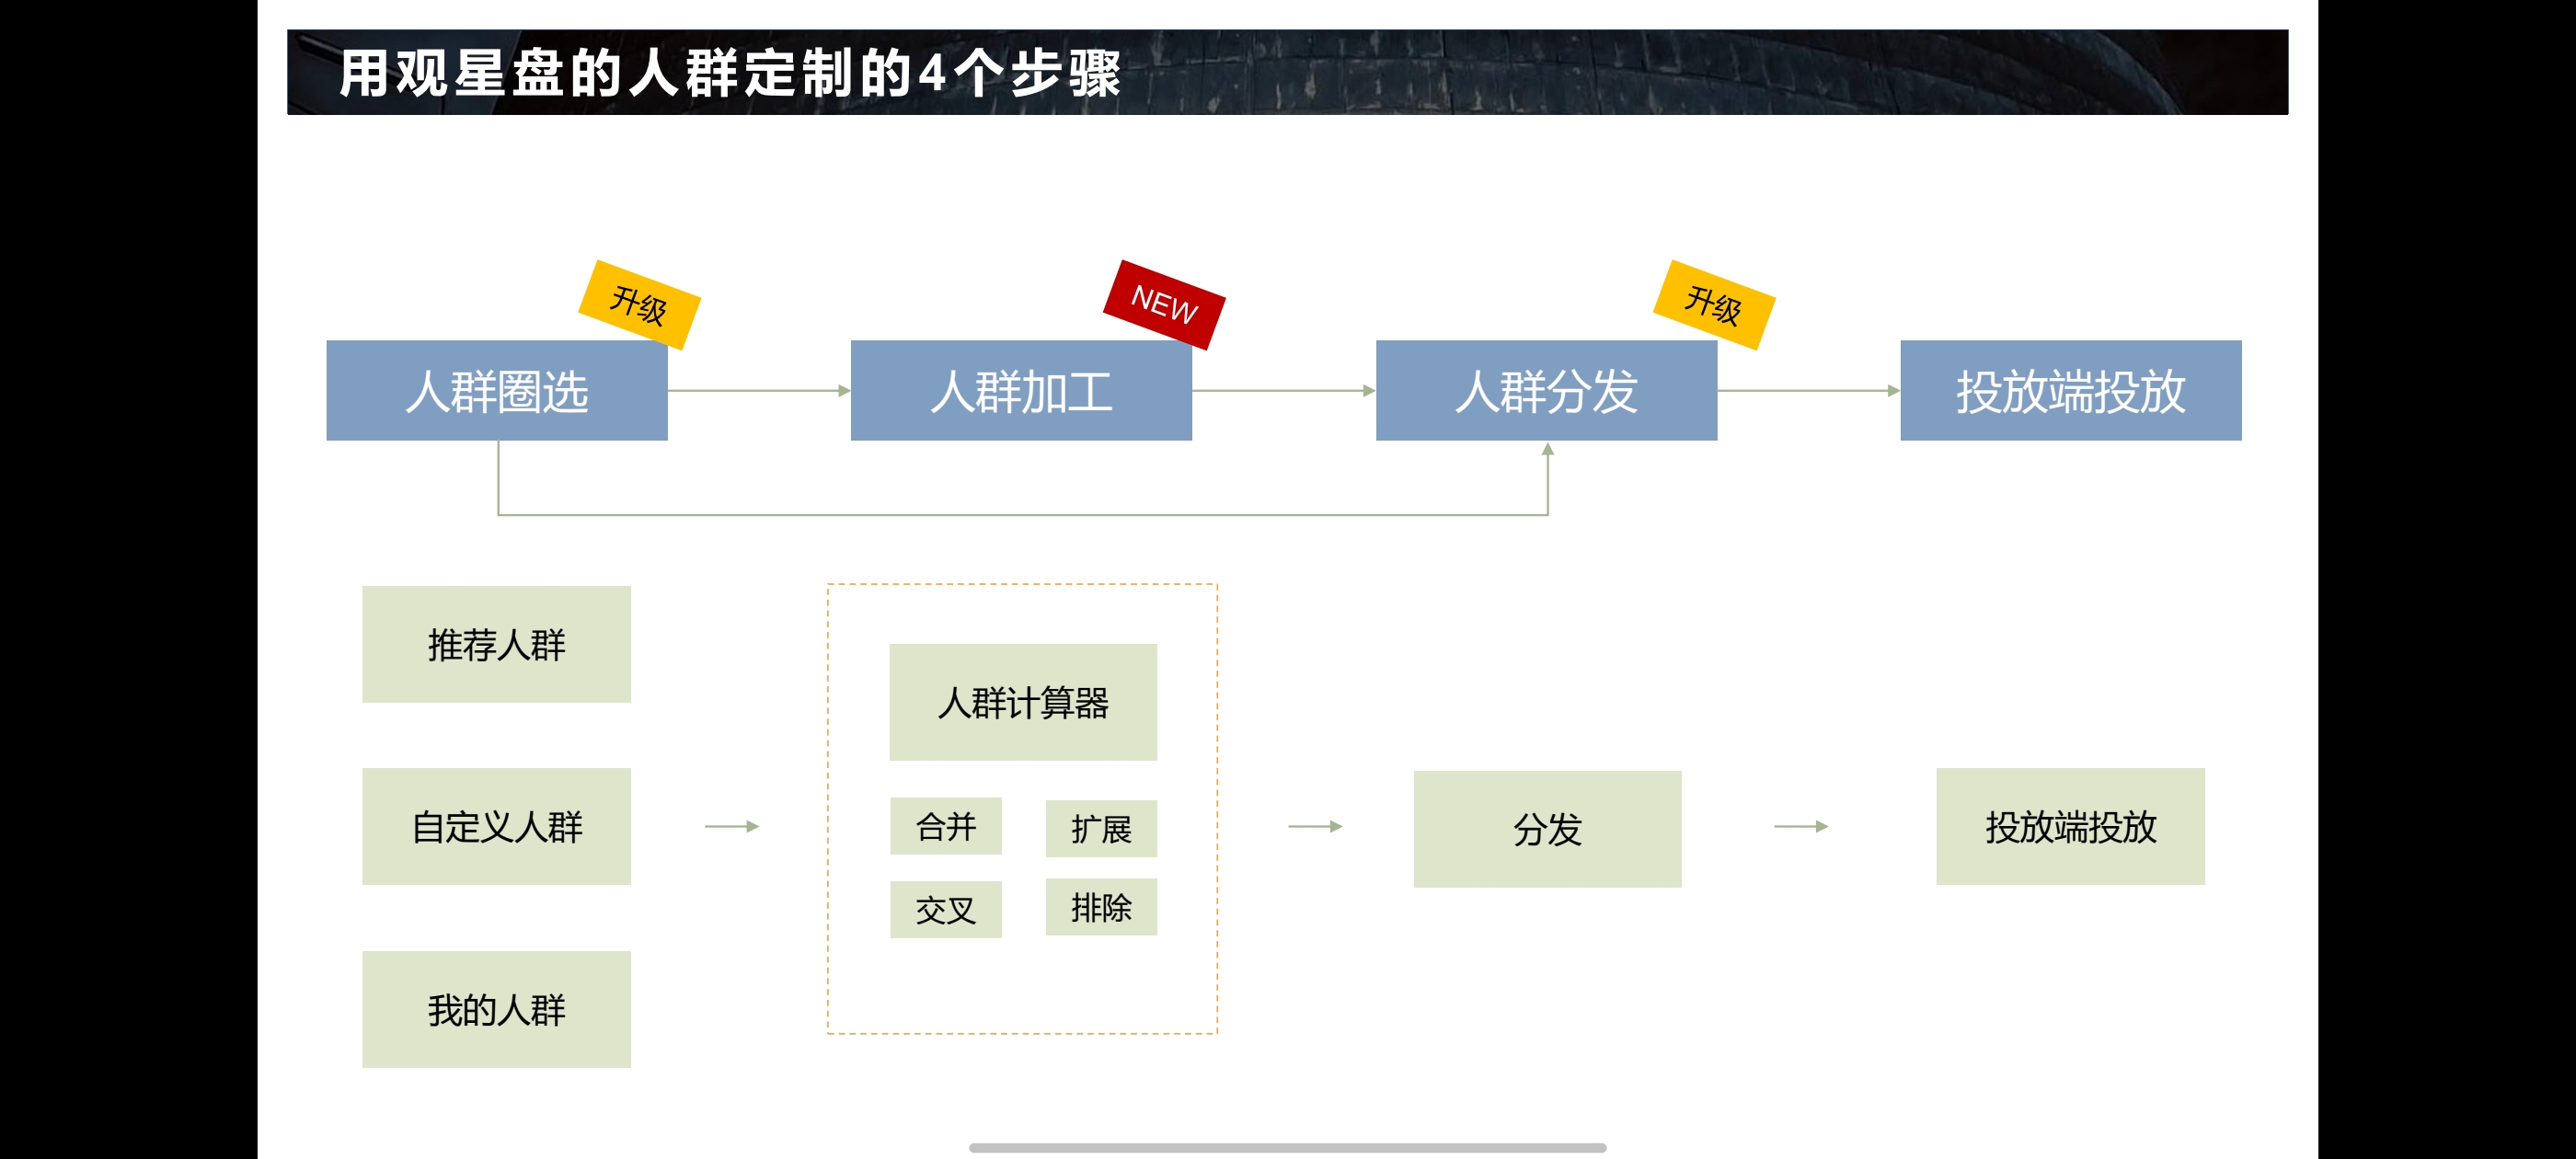 用观星盘的人群定制的4个步骤
升级
NEW
升级
人群圈选
人群加工
人群分发
投放端投放
推荐人群
自定义人群
我的人群
人群计算器
合并
扩展
交叉
排除
分发
投放端投放